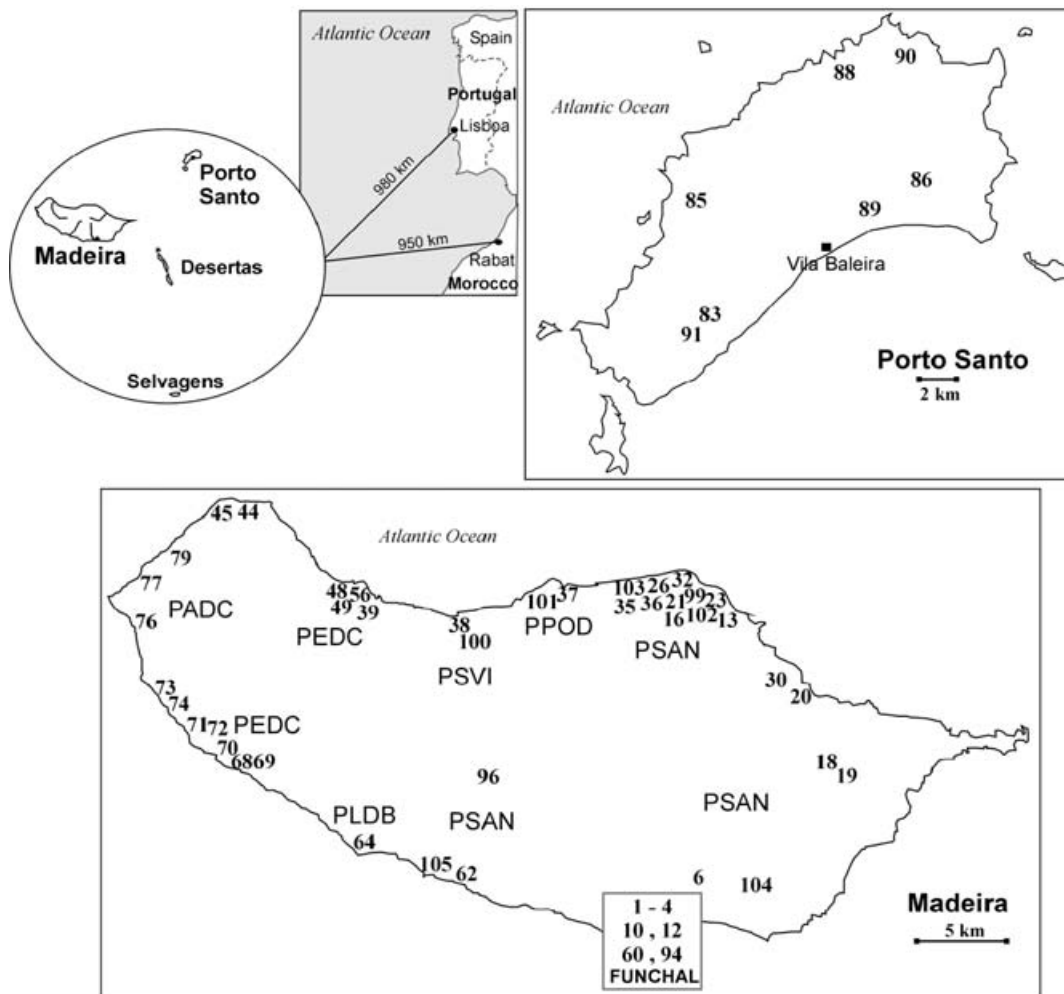 Atlantic Ocean
Spain
Portugal
Lisboa
980 km
950 km
Rabat
Morocco
Porto
Santo
Madeira
Desertas
Selvagens
Atlantic Ocean
90
88
86
85
89
Vila Baleira
83
91
Porto Santo
2 km
Atlantic Ocean
45 44
79
77
76
PADC
48 56
49 39
PEDC
38
100
PSVI
101 37
PPOD
103 26 32
35 36 21 99 23
16 102 13
PSAN
30
20
73
74
71 72 PEDC
70
68 69
96
PSAN
18
19
PSAN
PLDB
64
105 62
6
104
1 - 4
10 , 12
60 , 94
FUNCHAL
Madeira
5 km